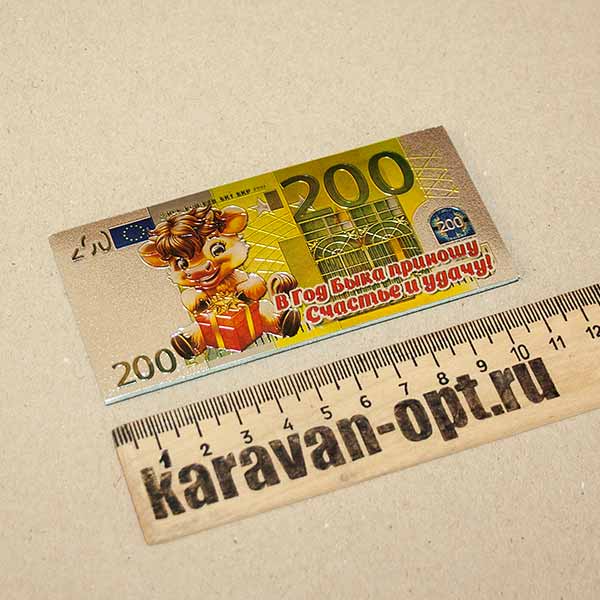 200
200
В Год Быка приношу
Счастье и удачу!
200
1 2 3 4 5 6 7 8 9 10 11 12
karavan-opt.ru